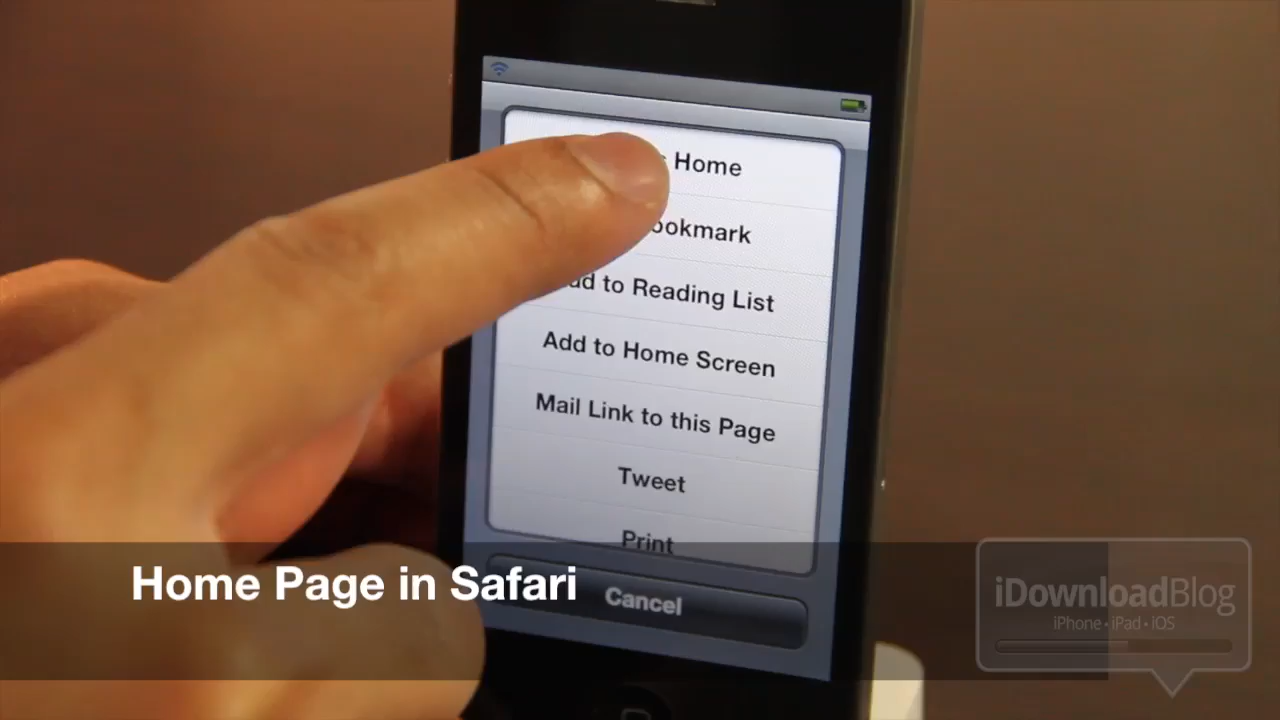 Home
ookmark
d to Reading List
Add to Home Screen
Mail Link to this Page
Tweet
Print
Cancel
Home Page in Safari
iDownloadBlog
iPhone • iPad • iOS